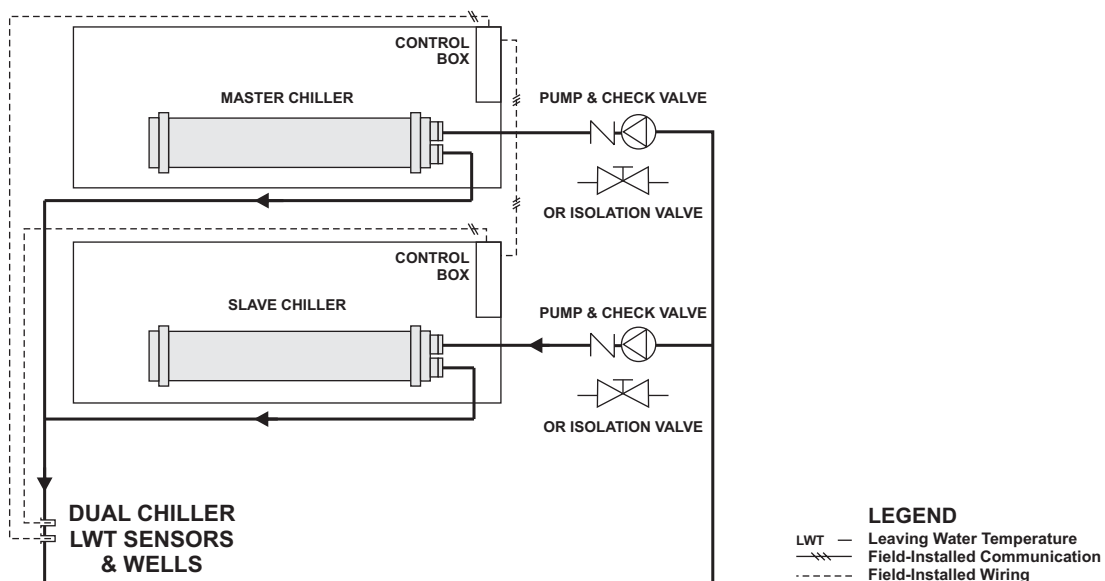 CONTROL
BOX
MASTER CHILLER
PUMP & CHECK VALVE
OR ISOLATION VALVE
CONTROL
BOX
SLAVE CHILLER
PUMP & CHECK VALVE
OR ISOLATION VALVE
DUAL CHILLER
LWT SENSORS
& WELLS
LEGEND
LWT — Leaving Water Temperature
Field-Installed Communication
Field-Installed Wiring